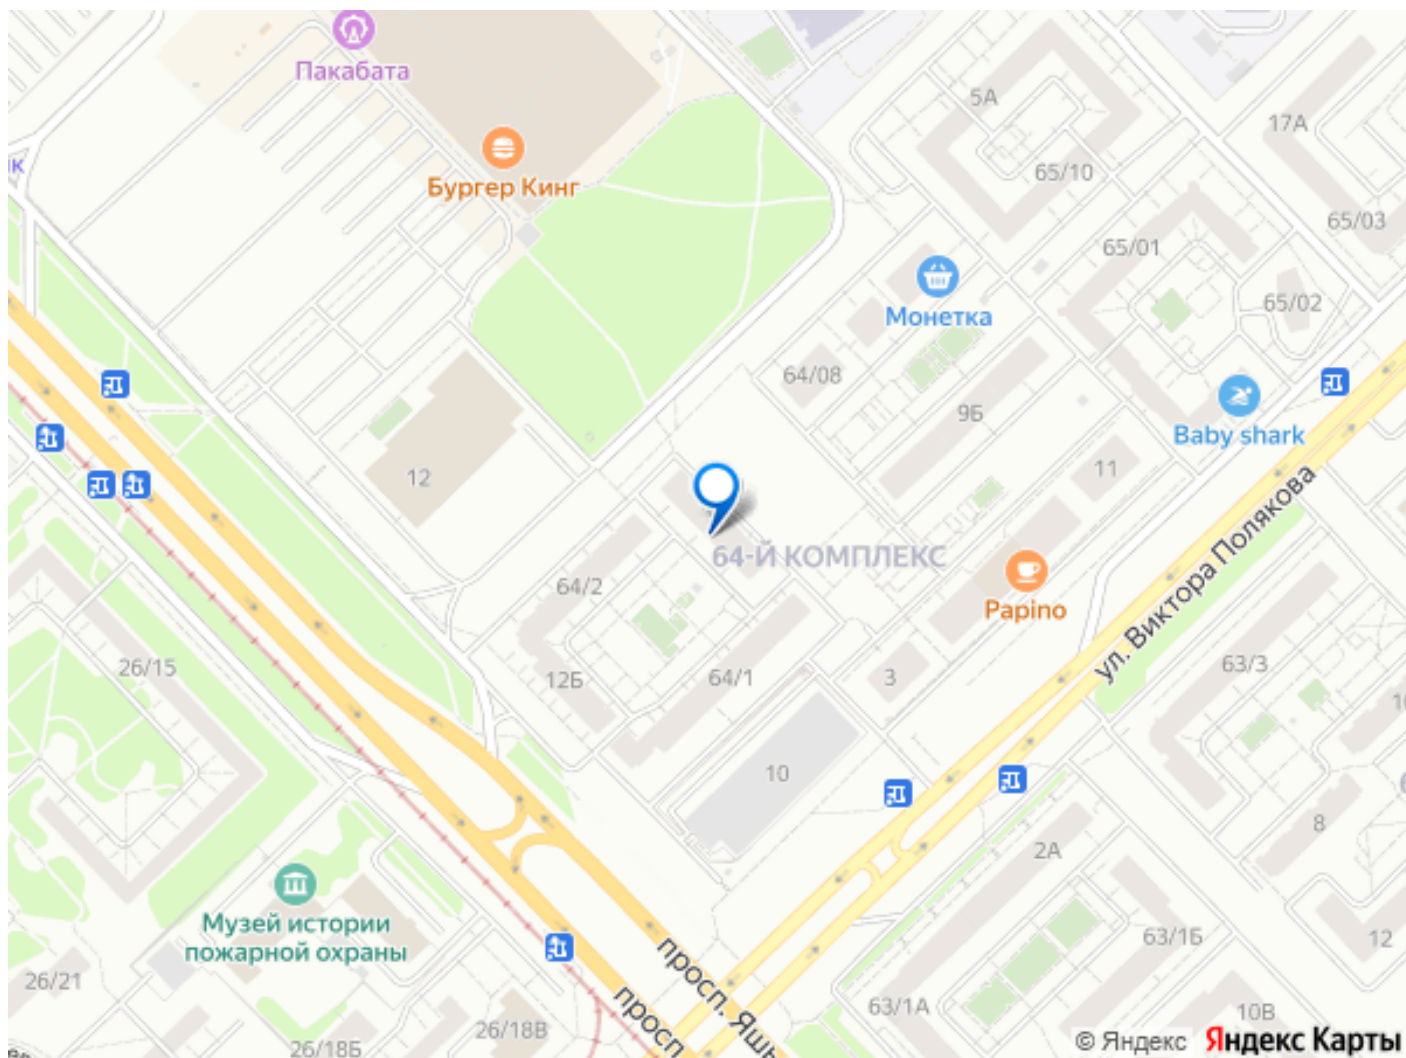 Пакабата
5А
17А
Бургер Кинг
65/10
65/03
65/01
65/02
Монетка
64/08
9Б
Baby shark
12
11
64-Й КОМПЛЕКС
ул. Виктора Полякова
64/2
Papino
26/15
12Б
64/1
3
63/3
10
8
2А
Музей истории
пожарной охраны
63/1Б
12
26/21
просп. Яшь
просп
63/1А
10В
26/18В
26/18Б
© Яндекс Яндекс Карты